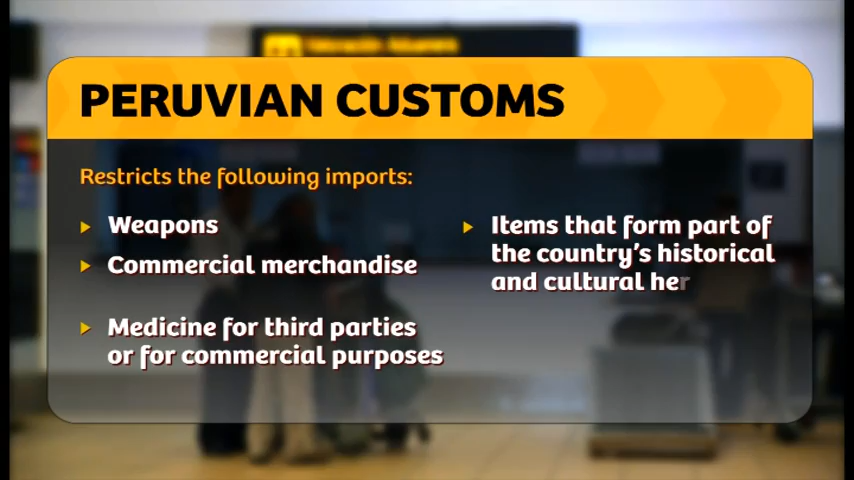 PERUVIAN CUSTOMS
Restricts the following imports:
Weapons
Commercial merchandise
Medicine for third parties
or for commercial purposes
Items that form part of
the country's historical
and cultural her